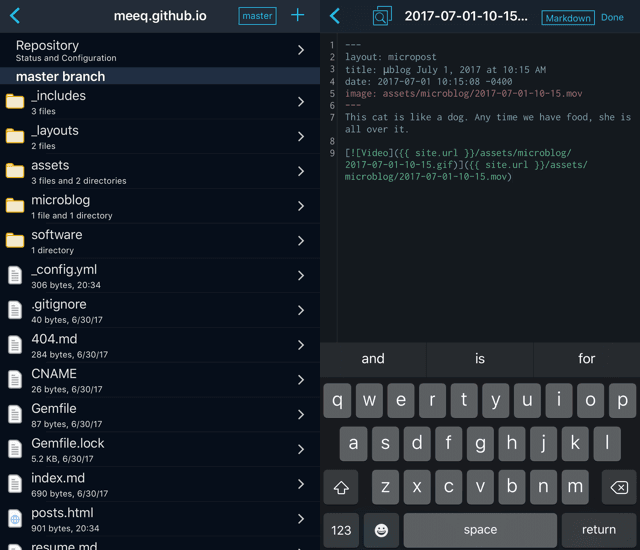 meeq.github.io
master
Repository
Status and Configuration
master branch
_includes
3 files
_layouts
2 files
assets
3 files and 2 directories
microblog
1 file and 1 directory
software
1 directory
_config.yml
306 bytes, 20:34
.gitignore
40 bytes, 6/30/17
404.md
284 bytes, 6/30/17
CNAME
26 bytes, 6/30/17
Gemfile
87 bytes, 6/30/17
Gemfile.lock
5.2 KB, 6/30/17
index.md
690 bytes, 6/30/17
posts.html
901 bytes, 20:34
resume.md
2017-07-01-10-15...
Markdown
Done
1 ---
2 layout: micropost
3 title: µblog July 1, 2017 at 10:15 AM
4 date: 2017-07-01 10:15:08 -0400
5 image: assets/microblog/2017-07-01-10-15.mov
6 ---
7 This cat is like a dog. Any time we have food, she is
all over it.
8
9 [![Video]({{ site.url }}/assets/microblog/
2017-07-01-10-15.gif)]({{ site.url }}/assets/
microblog/2017-07-01-10-15.mov)
and is for
q w e r t y u i o p
a s d f g h j k l
z x c v b n m
123 space return